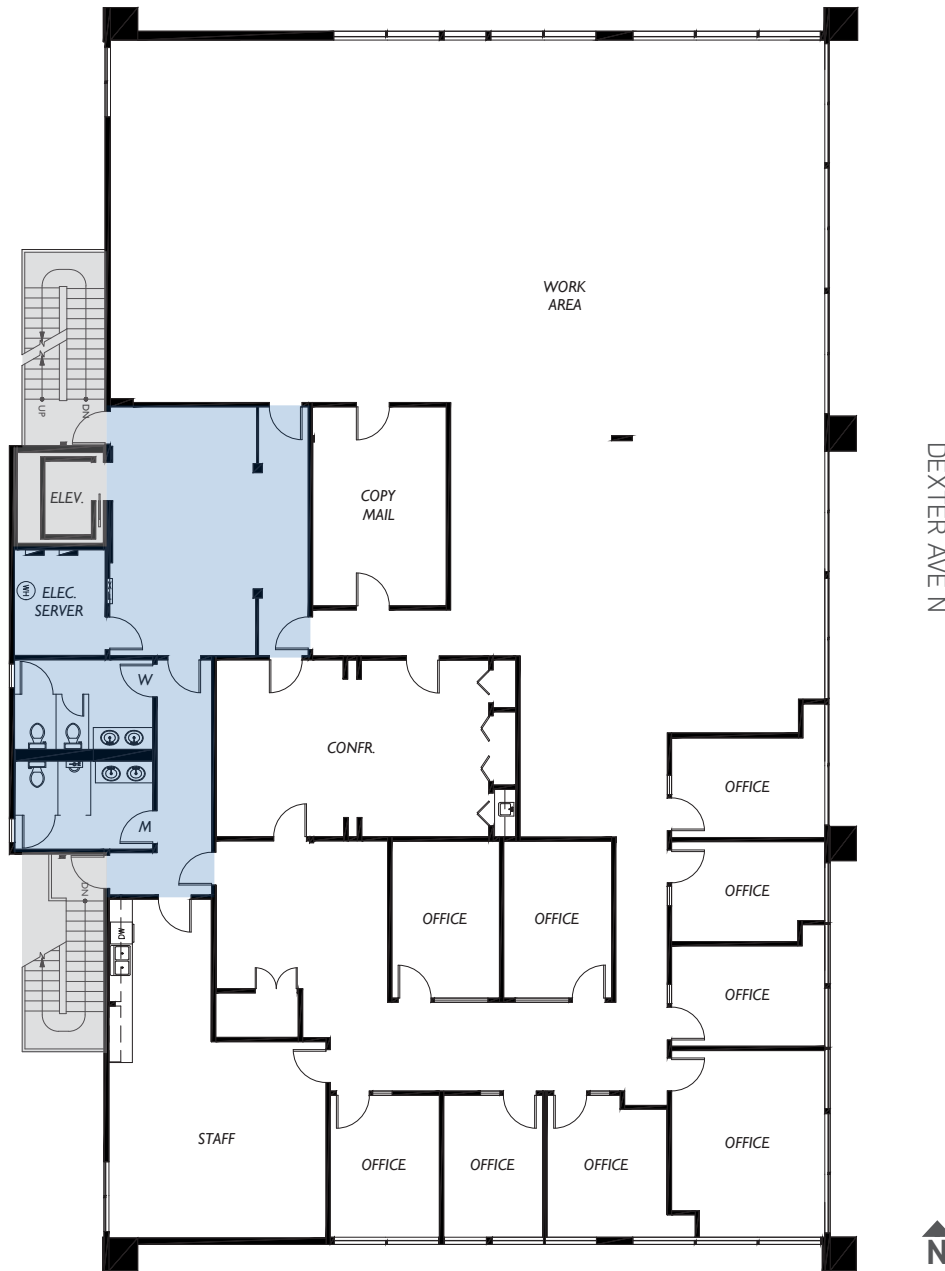 WORK
AREA
UP
DN
ELEV.
COPY
MAIL
DEXTER AVE N
WH
ELEC.
SERVER
W
CONFR.
OFFICE
M
DN
OFFICE
OFFICE
OFFICE
DW
OFFICE
STAFF
OFFICE
OFFICE
OFFICE
OFFICE
N